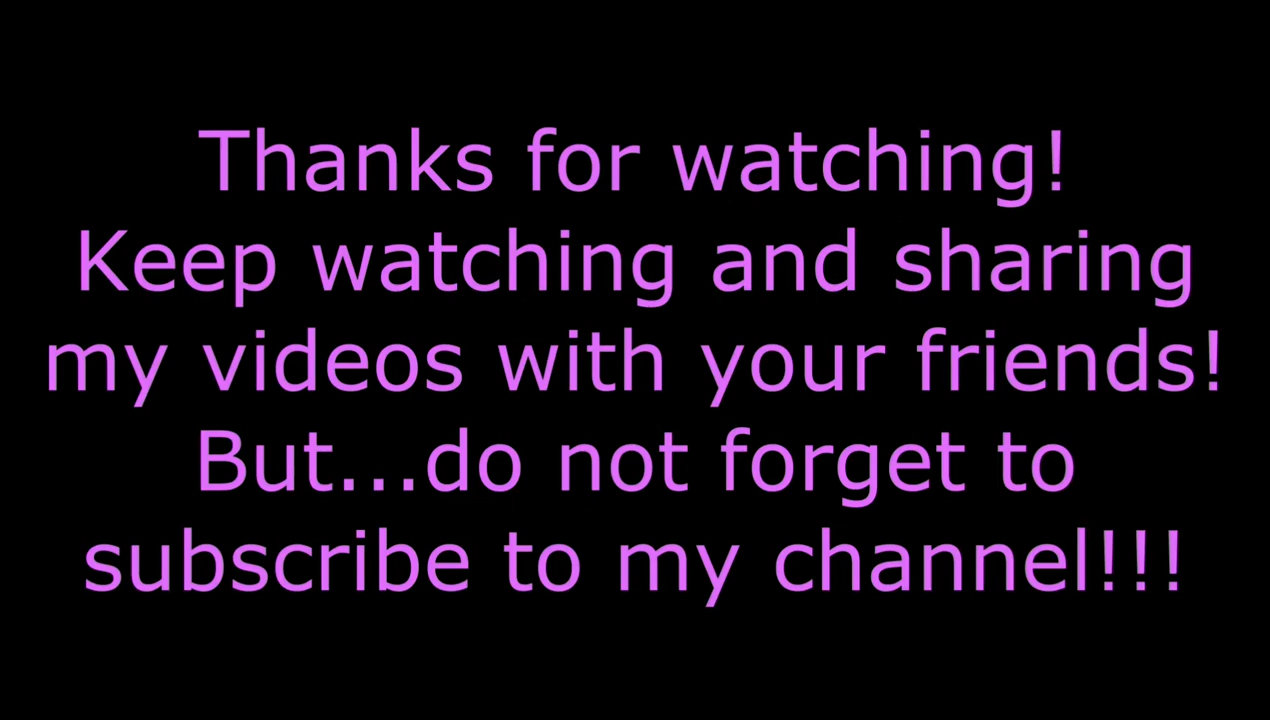 Thanks for watching!
Keep watching and sharing
my videos with your friends!
But...do not forget to
subscribe to my channel!!!